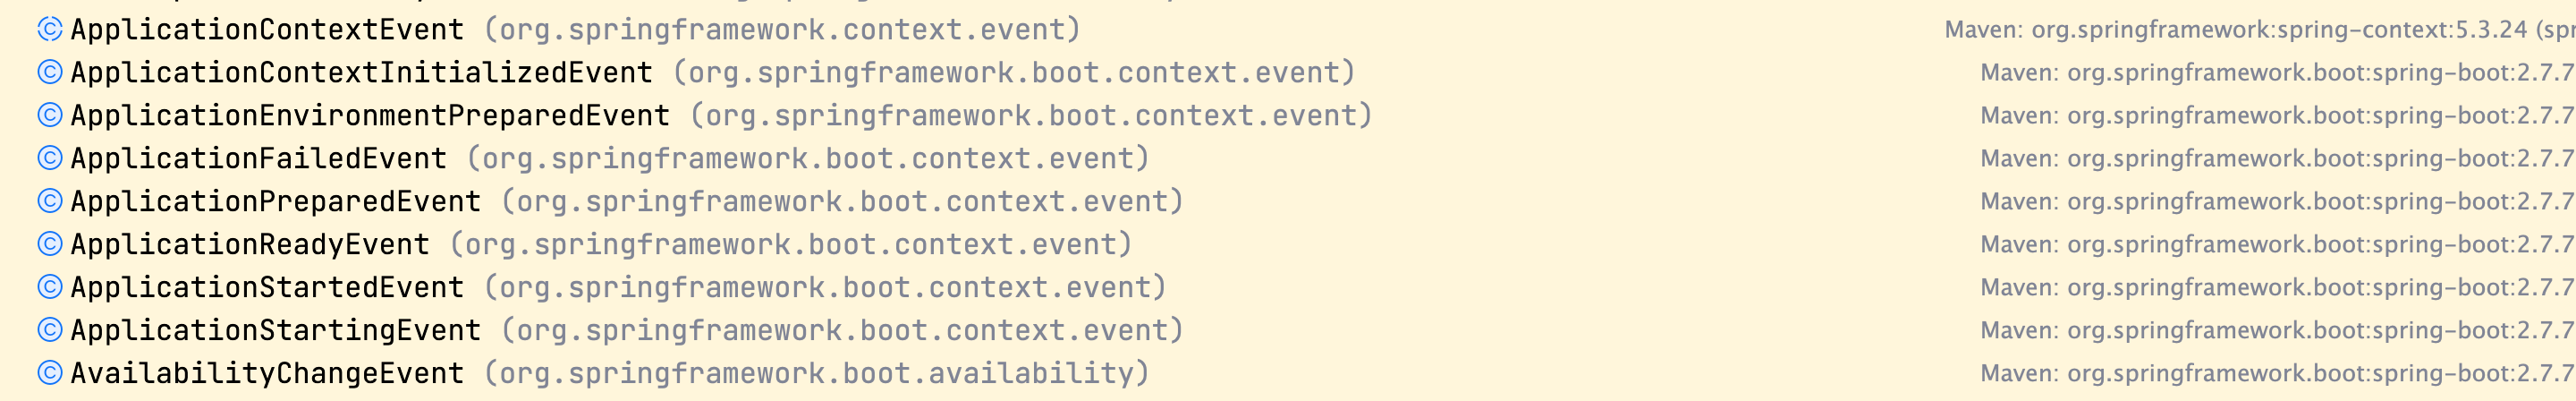 ApplicationContextEvent (org.springframework.context.event) Maven: org.springframework:spring-context:5.3.24 (spr
ApplicationContextInitializedEvent (org.springframework.boot.context.event) Maven: org.springframework.boot:spring-boot:2.7.7
ApplicationEnvironmentPreparedEvent (org.springframework.boot.context.event) Maven: org.springframework.boot:spring-boot:2.7.7
ApplicationFailedEvent (org.springframework.boot.context.event) Maven: org.springframework.boot:spring-boot:2.7.7
ApplicationPreparedEvent (org.springframework.boot.context.event) Maven: org.springframework.boot:spring-boot:2.7.7
ApplicationReadyEvent (org.springframework.boot.context.event) Maven: org.springframework.boot:spring-boot:2.7.7
ApplicationStartedEvent (org.springframework.boot.context.event) Maven: org.springframework.boot:spring-boot:2.7.7
ApplicationStartingEvent (org.springframework.boot.context.event) Maven: org.springframework.boot:spring-boot:2.7.7
AvailabilityChangeEvent (org.springframework.boot.availability) Maven: org.springframework.boot:spring-boot:2.7.7